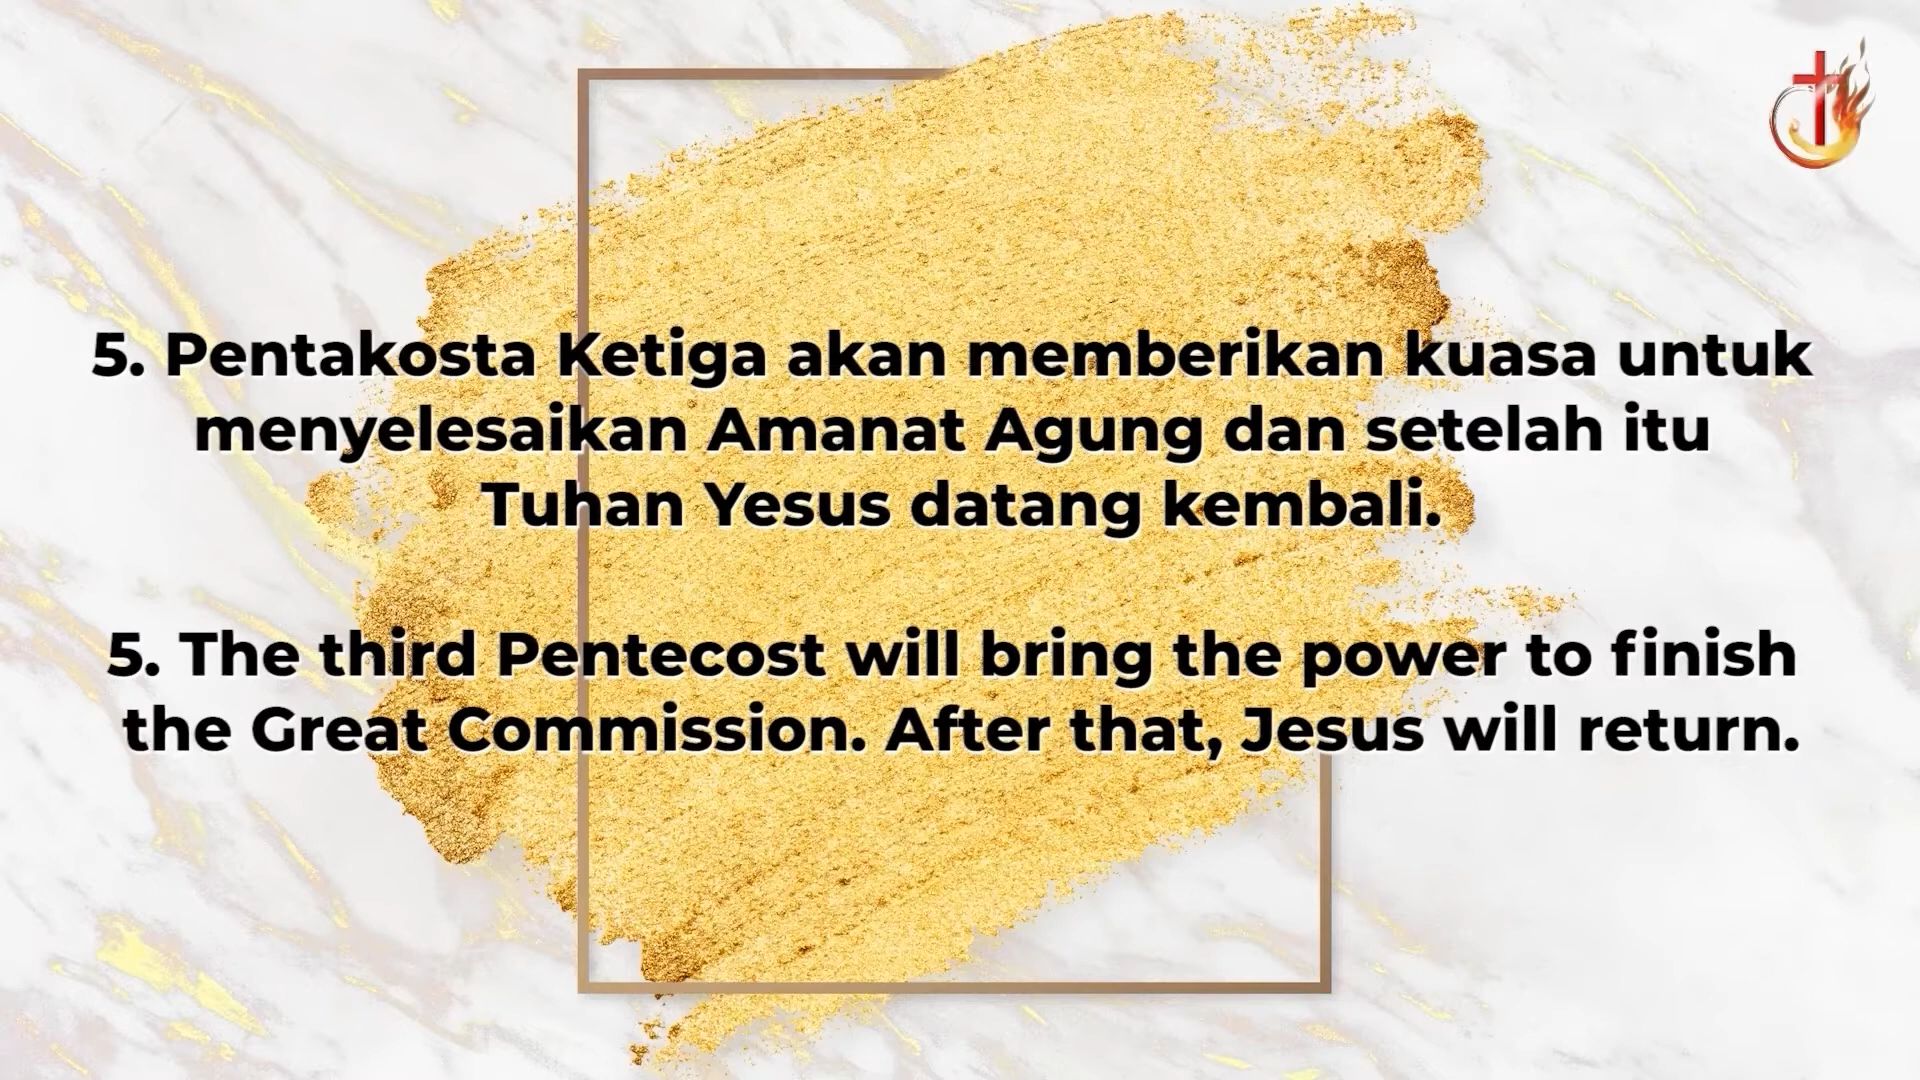 5. Pentakosta Ketiga akan memberikan kuasa untuk
menyelesaikan Amanat Agung dan setelah itu
Tuhan Yesus datang kembali.
5. The third Pentecost will bring the power to finish
the Great Commission. After that, Jesus will return.